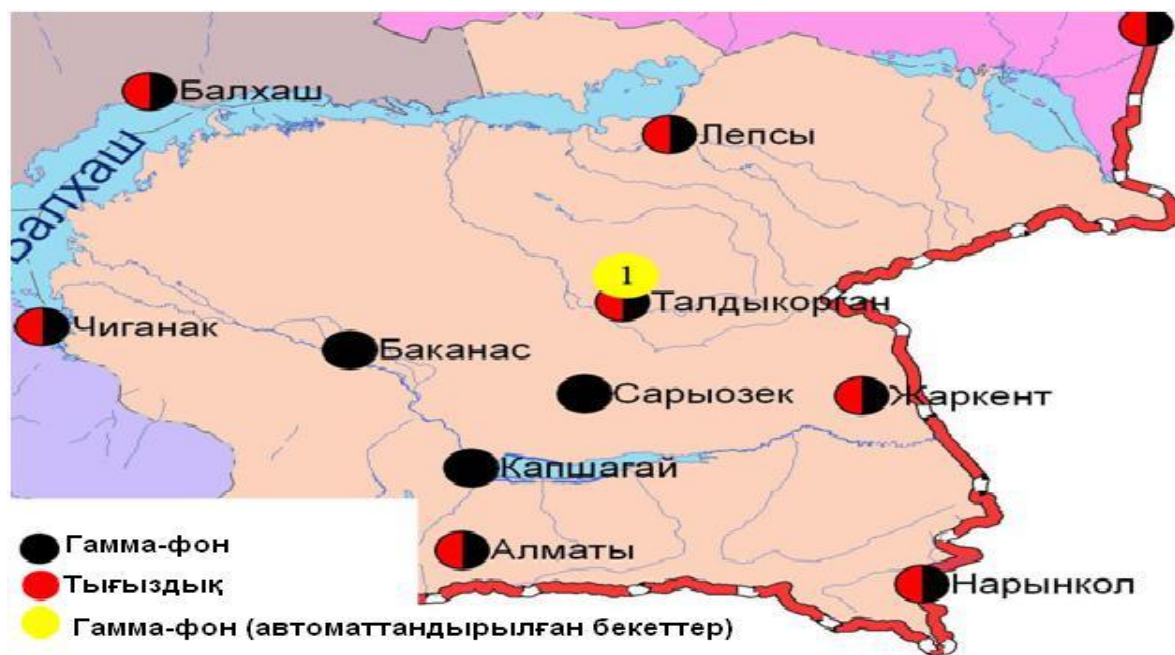 Балхаш
Лепсы
Балхаш
1
Талдыкорган
Чиганак
Баканас
Сарыозек
Жаркент
Капшагай
Алматы
Нарынкол
Гамма-фон
Тығыздық
Гамма-фон (автоматтандырылған бекеттер)